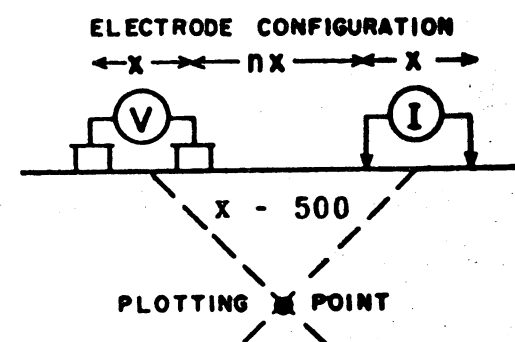 ELECTRODE CONFIGURATION
x nx x
V I
x - 500
PLOTTING POINT